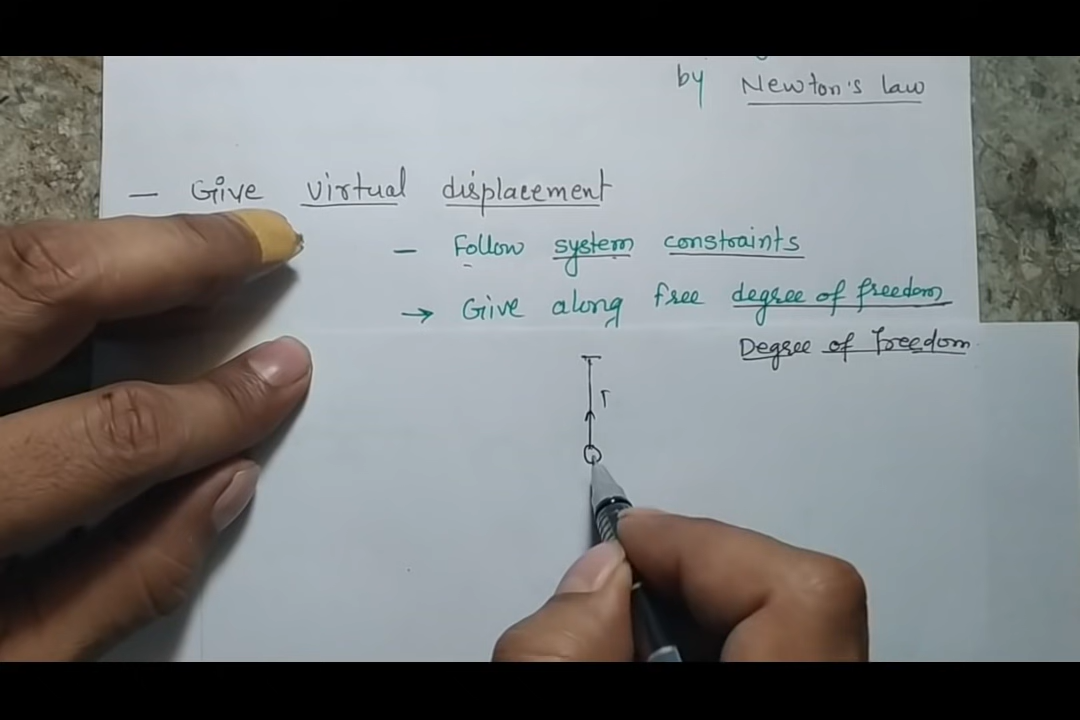 by Newton's law
— Give virtual displacement
— Follow system constraints
→ Give along free degree of freedom
Degree of freedom
T